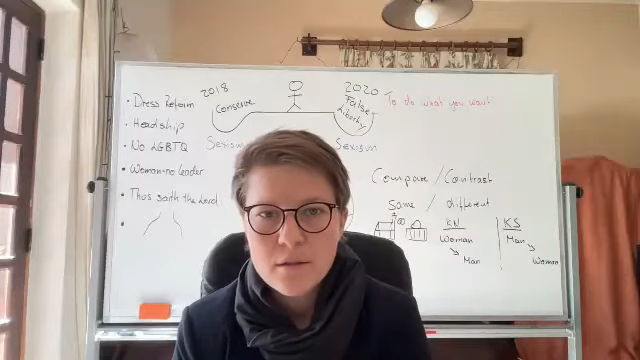 • Dress Reform
• Headship
• No LGBTQ
• Woman-no leader
• Thus saith the Lord
•
2018
Conserve
Sexism
2020
False
Liberty
Sexism
To do what you want
Compare / Contrast
Same / different
KN
Woman
Man
KS
Man
Woman